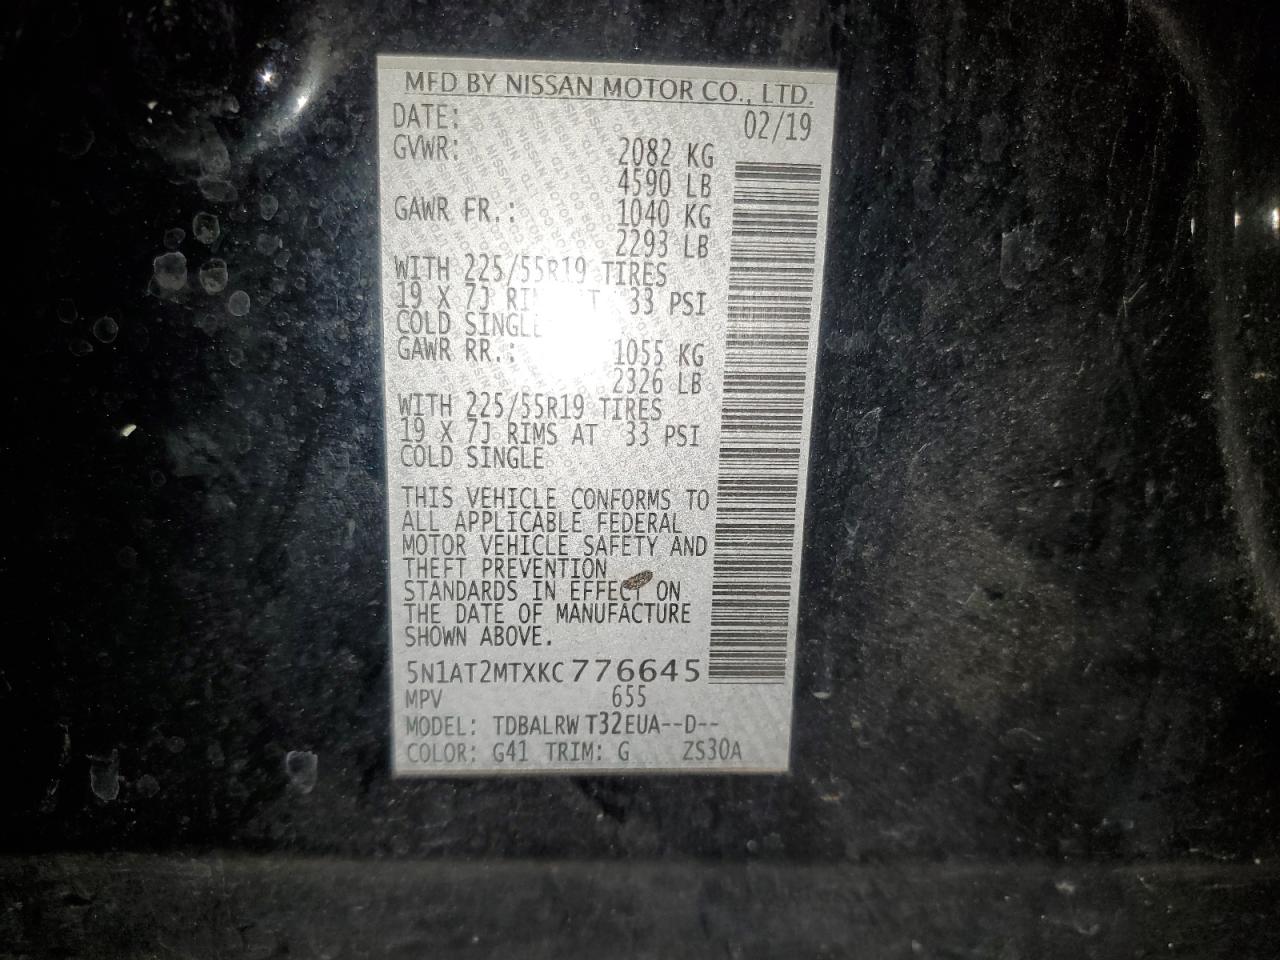 MFD BY NISSAN MOTOR CO., LTD.
DATE: 02/19
GVWR: 2082 KG
4590 LB
GAWR FR.: 1040 KG
2293 LB
WITH 225/55R19 TIRES
19 X 7J RIMS AT 33 PSI
COLD SINGLE
GAWR RR.: 1055 KG
2326 LB
WITH 225/55R19 TIRES
19 X 7J RIMS AT 33 PSI
COLD SINGLE
THIS VEHICLE CONFORMS TO
ALL APPLICABLE FEDERAL
MOTOR VEHICLE SAFETY AND
THEFT PREVENTION
STANDARDS IN EFFECT ON
THE DATE OF MANUFACTURE
SHOWN ABOVE.
5N1AT2MTXKC776645
MPV 655
MODEL: TDBALRW T32EUA--D--
COLOR: G41 TRIM: G ZS30A